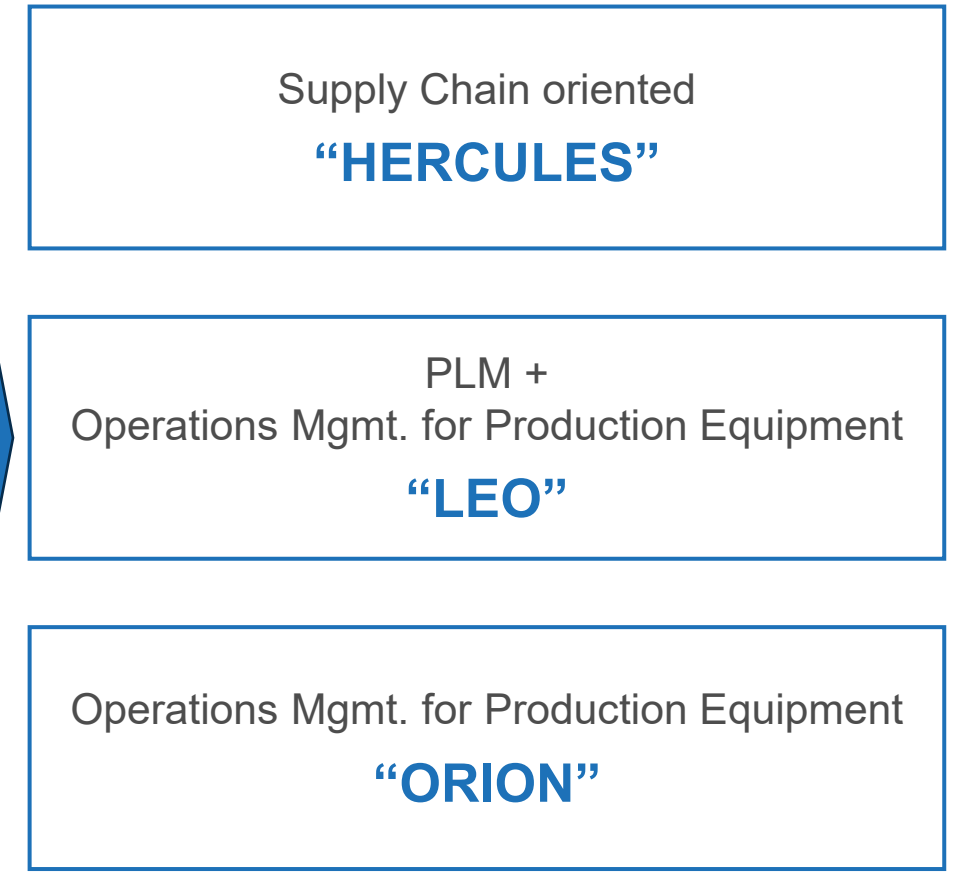 Supply Chain oriented
“HERCULES”
PLM +
Operations Mgmt. for Production Equipment
“LEO”
Operations Mgmt. for Production Equipment
“ORION”